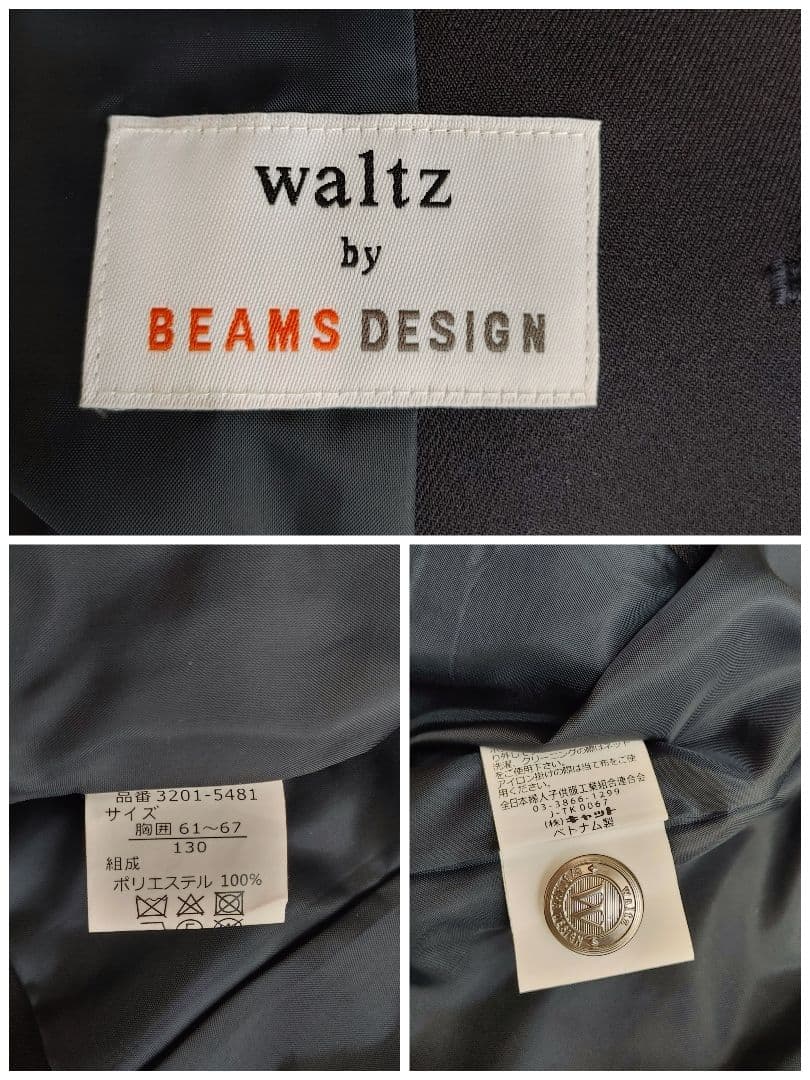 waltz
by
BEAMS DESIGN
品番 3201-5481
サイズ
胸囲 61～67
130
組成
ポリエステル 100%
洗濯、クリーニングの際はネット
をご使用下さい。
アイロン掛けの際は当て布をご使
用ください。
全日本婦人子供服工業組合連合会
03-3866-1299
J-TK0067
(株)キャット
ベトナム製
waltz
DESIGN
W